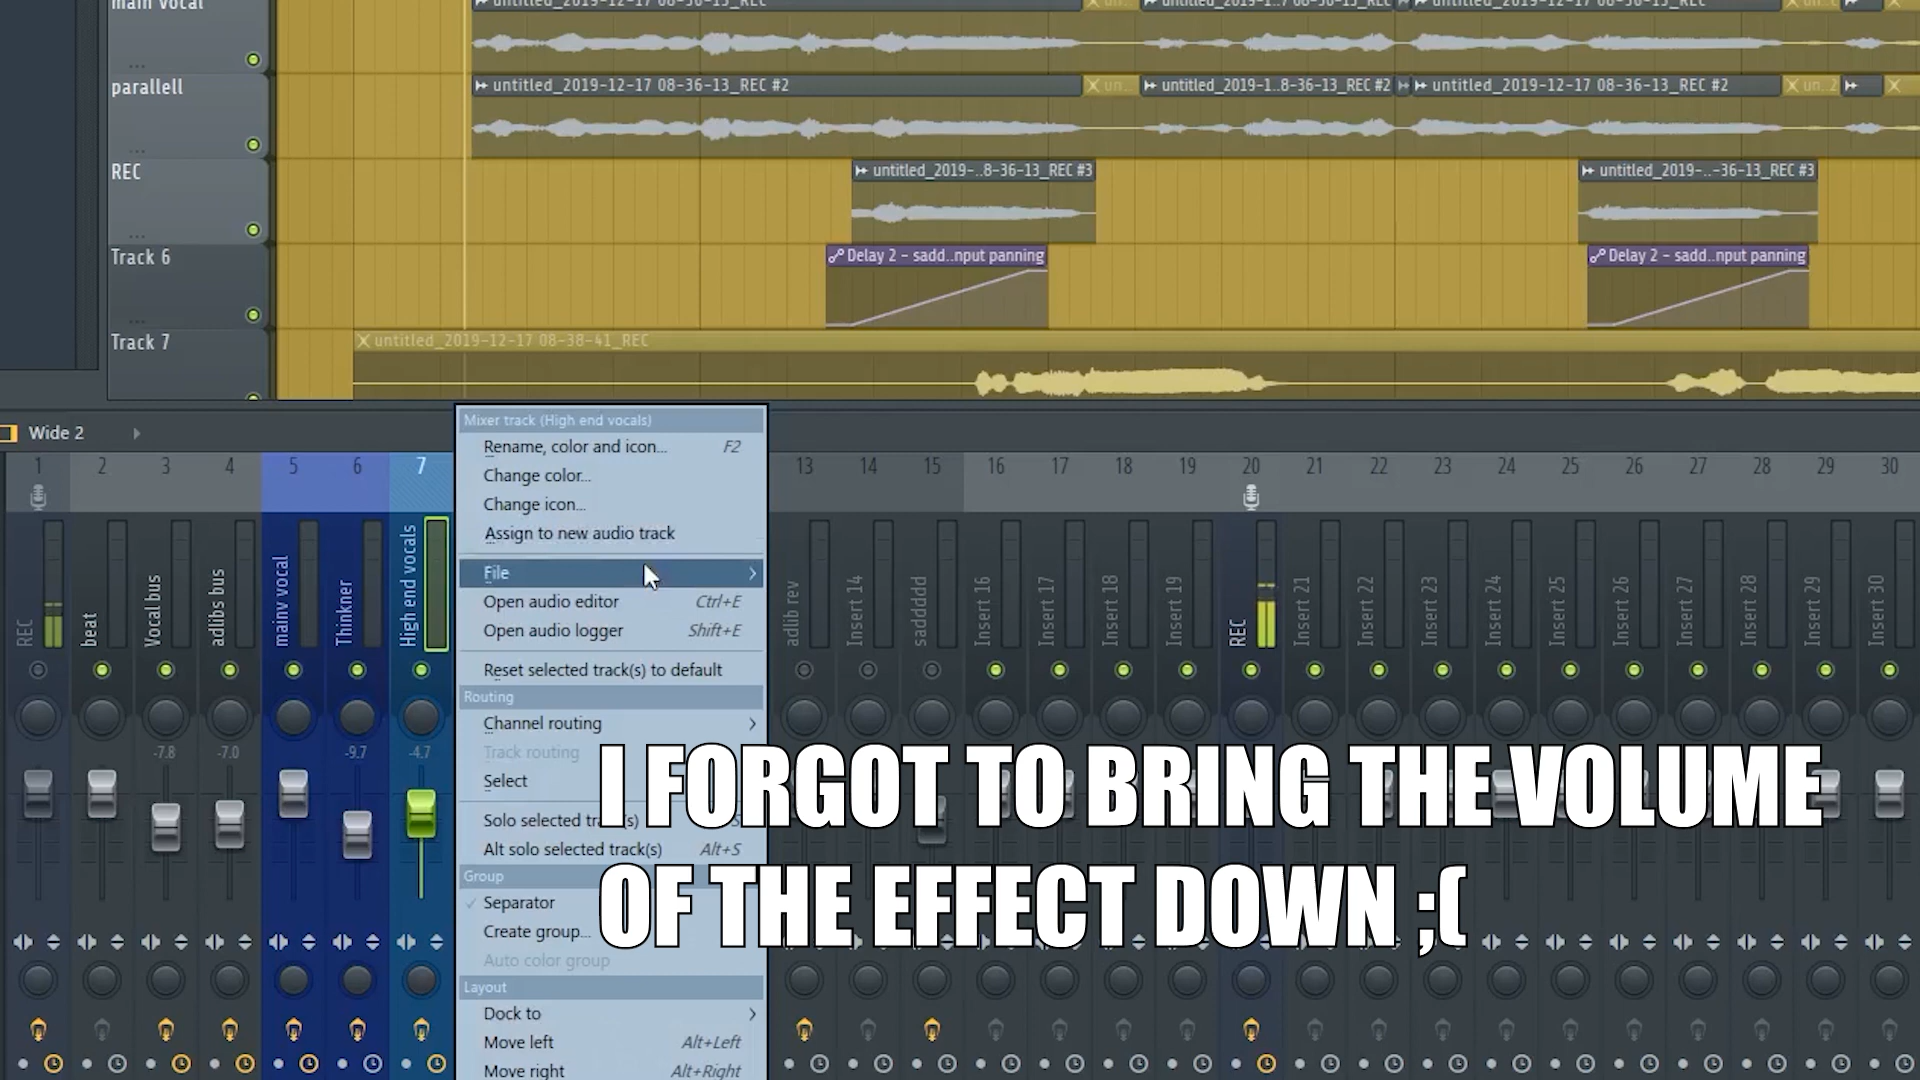 main vocal
untitled_2019-12-17 08-36-13_REC
parallell
untitled_2019-12-17 08-36-13_REC #2
untitled_2019-1..8-36-13_REC #2
untitled_2019-12-17 08-36-13_REC #2
REC
untitled_2019-..8-36-13_REC #3
untitled_2019-..-36-13_REC #3
Track 6
Delay 2 - sadd..nput panning
Delay 2 - sadd..nput panning
Track 7
untitled_2019-12-17 08-38-41_REC
Wide 2
1 2 3 4 5 6 7 13 14 15 16 17 18 19 20 21 22 23 24 25 26 27 28 29 30
REC
beat
Vocal bus
adlibs bus
mainv vocal
Thinkner
High end vocals
Mixer track (High end vocals)
Rename, color and icon... F2
Change color...
Change icon...
Assign to new audio track
File
Open audio editor Ctrl+E
Open audio logger Shift+E
Reset selected track(s) to default
Routing
Channel routing
Track routing
Select
Solo selected track(s) S
Alt solo selected track(s) Alt+S
Group
Separator
Create group...
Auto color group
Layout
Dock to
Move left Alt+Left
Move right Alt+Right
adlib rev
Insert 14
saddddd
Insert 16
Insert 17
Insert 18
Insert 19
REC
Insert 21
Insert 22
Insert 23
Insert 24
Insert 25
Insert 26
Insert 27
Insert 28
Insert 29
Insert 30
-7.8 -7.0 -9.7 -4.7
I FORGOT TO BRING THE VOLUME
OF THE EFFECT DOWN ;(